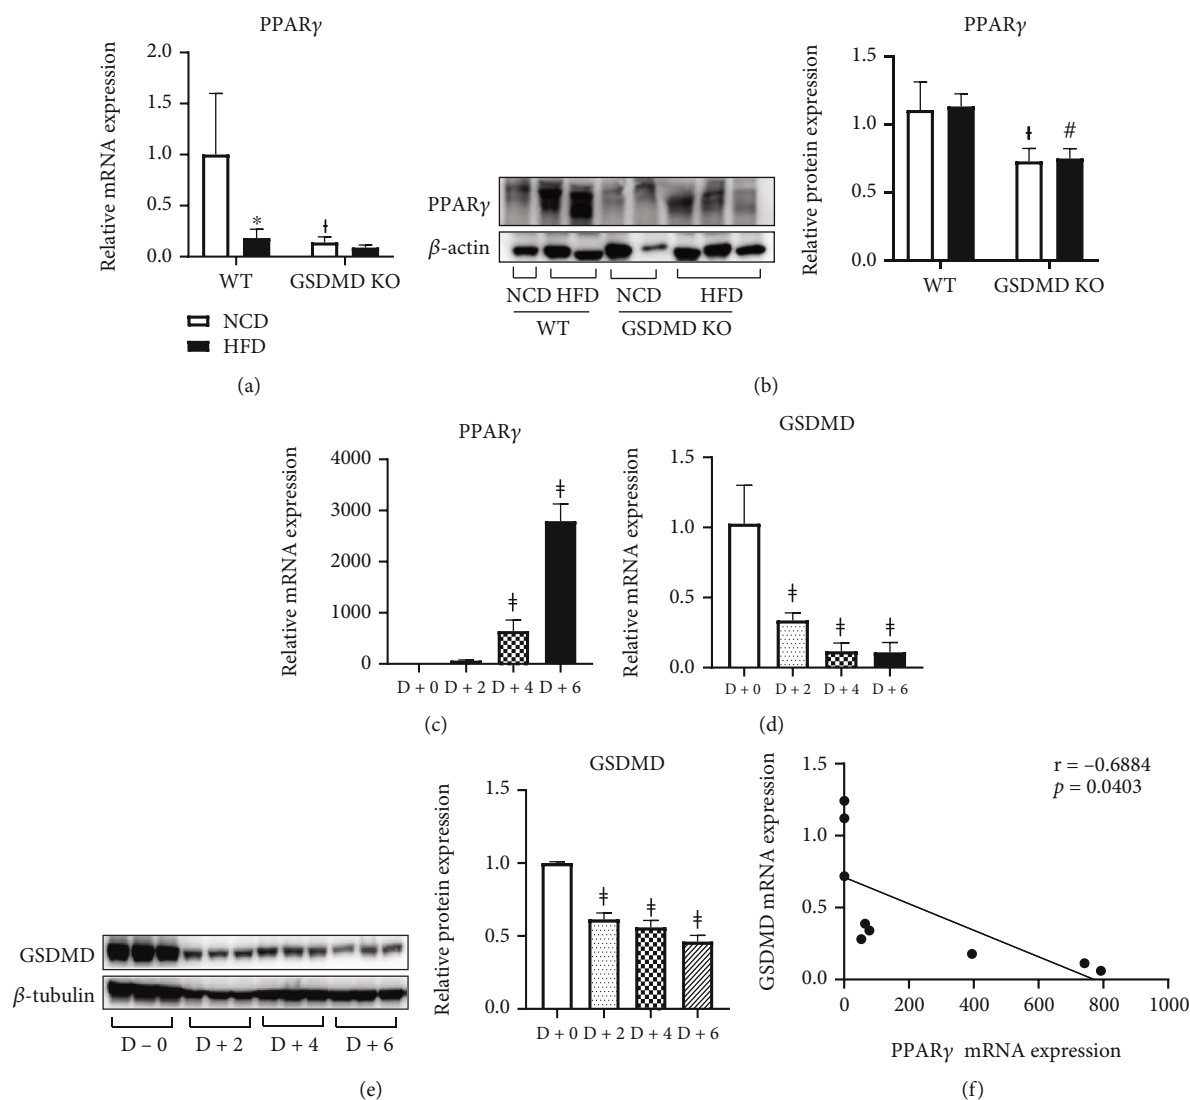 PPARγ
Relative mRNA expression
2.0
1.5
1.0
0.5
0.0
*
ƚ
WT
GSDMD KO
NCD
HFD
(a)
PPARγ
β-actin
NCD HFD
NCD
HFD
WT
GSDMD KO
PPARγ
Relative protein expression
1.5
1.0
0.5
0.0
ƚ
#
WT
GSDMD KO
(b)
PPARγ
Relative mRNA expression
4000
3000
2000
1000
0
ǂ
ǂ
D + 0 D + 2 D + 4 D + 6
(c)
GSDMD
Relative mRNA expression
1.5
1.0
0.5
0.0
ǂ
ǂ
ǂ
D + 0 D + 2 D + 4 D + 6
(d)
GSDMD
β-tubulin
D – 0 D + 2 D + 4 D + 6
GSDMD
Relative protein expression
1.5
1.0
0.5
0.0
ǂ
ǂ
ǂ
D + 0 D + 2 D + 4 D + 6
(e)
GSDMD mRNA expression
1.5
1.0
0.5
0.0
r = –0.6884
p = 0.0403
0 200 400 600 800 1000
PPARγ mRNA expression
(f)